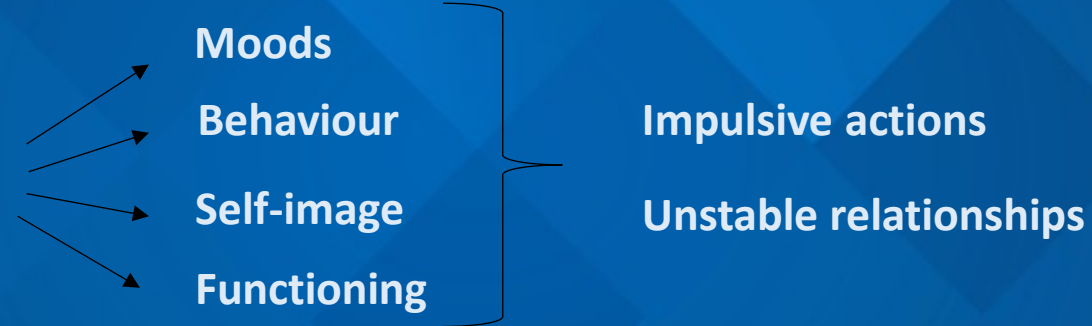 Moods
Behaviour
Self-image
Functioning
Impulsive actions
Unstable relationships